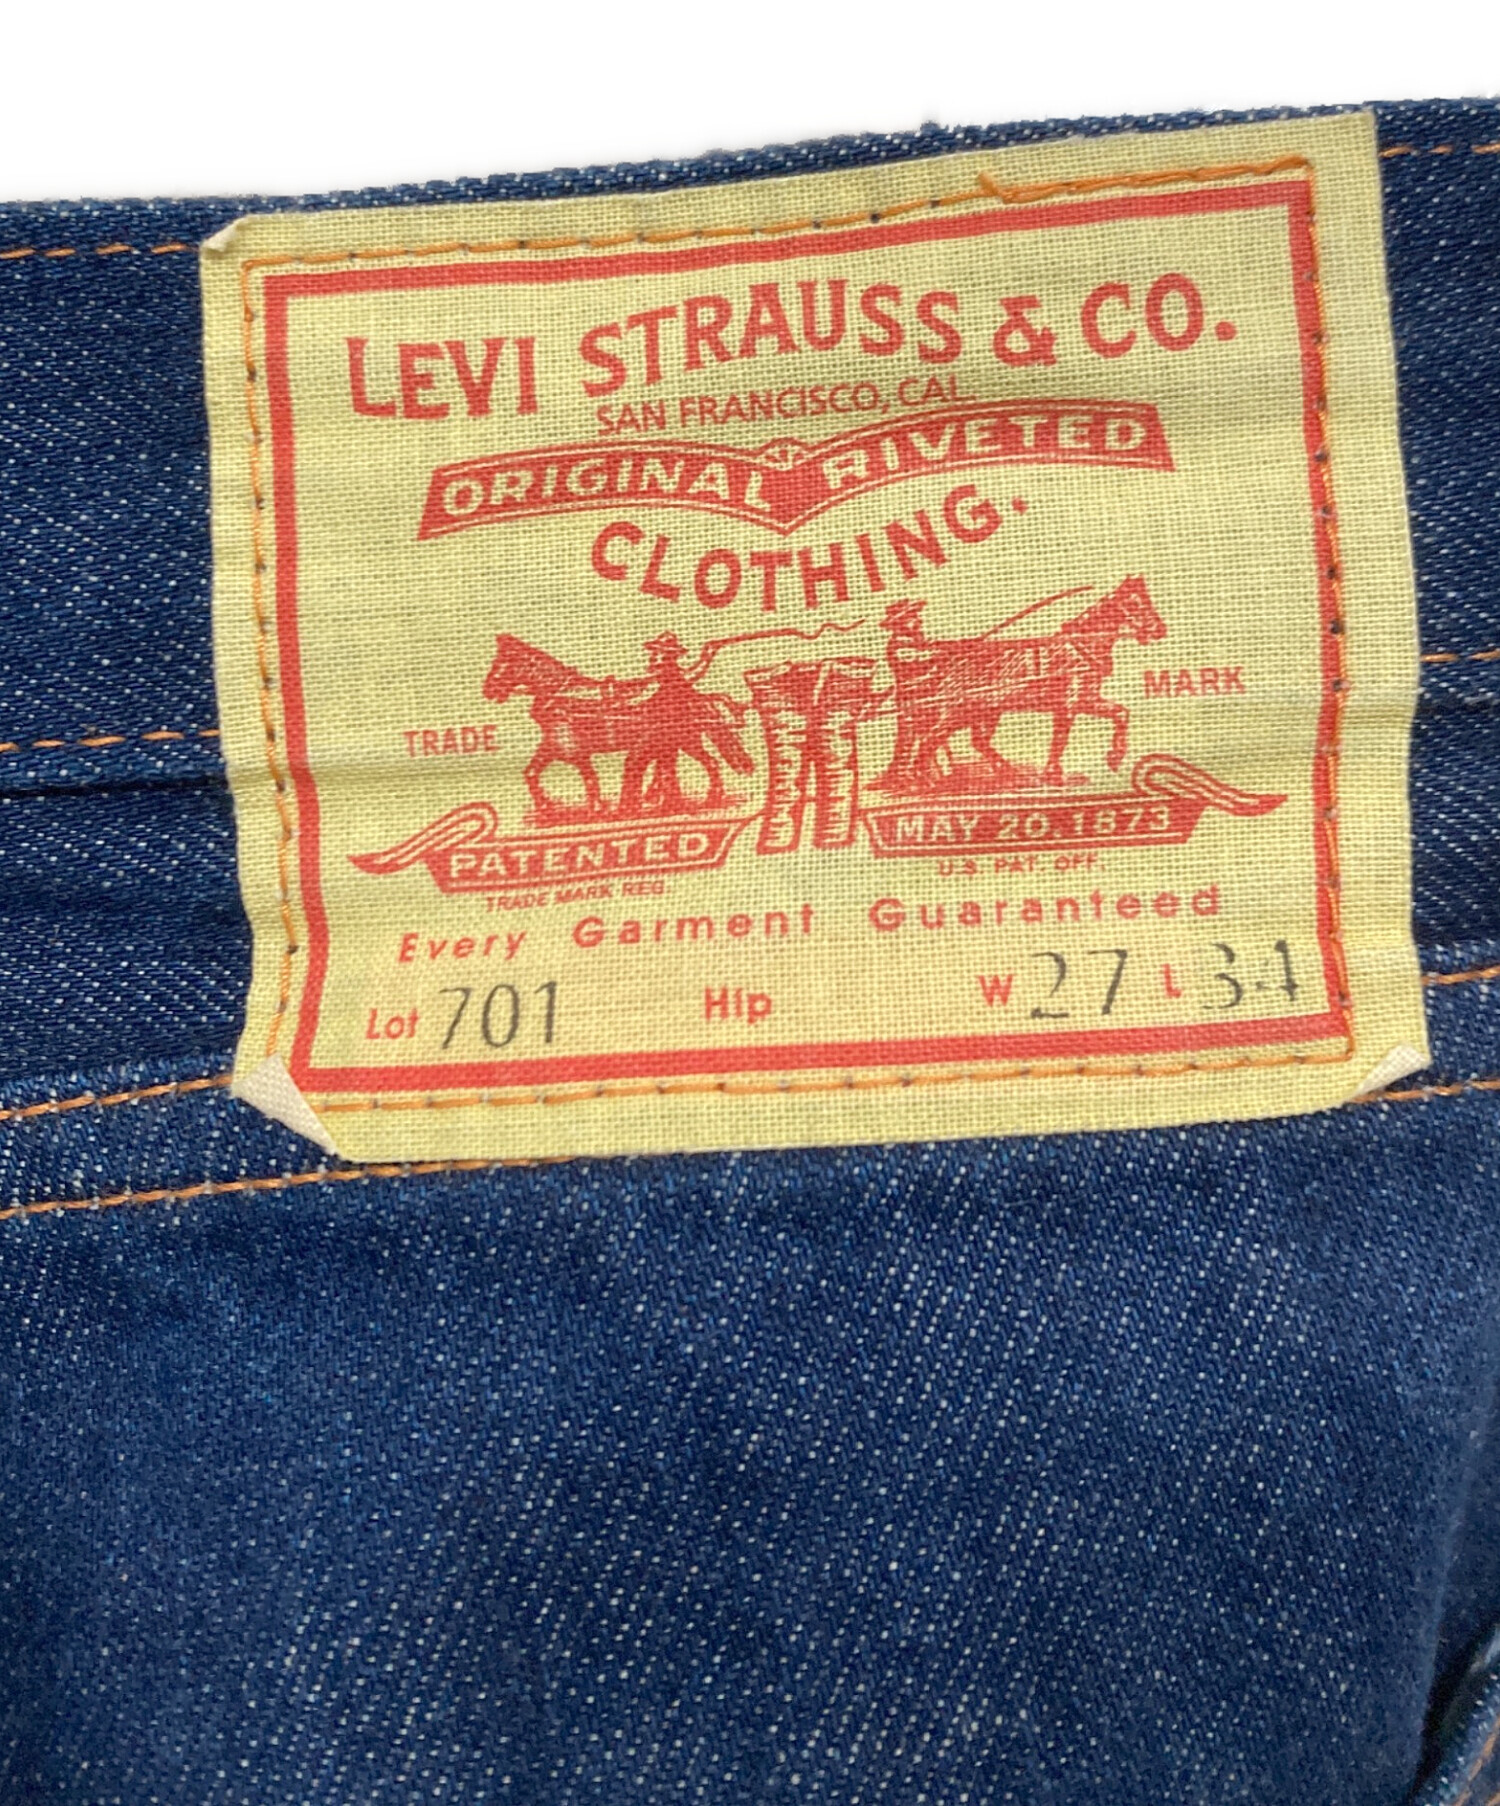 LEVI STRAUSS & CO.
SAN FRANCISCO, CAL.
ORIGINAL RIVETED
CLOTHING.
TRADE MARK
PATENTED MAY 20.1873
TRADE MARK REG. U.S. PAT. OFF.
Every Garment Guaranteed
Lot 701 Hip W 27 L 34